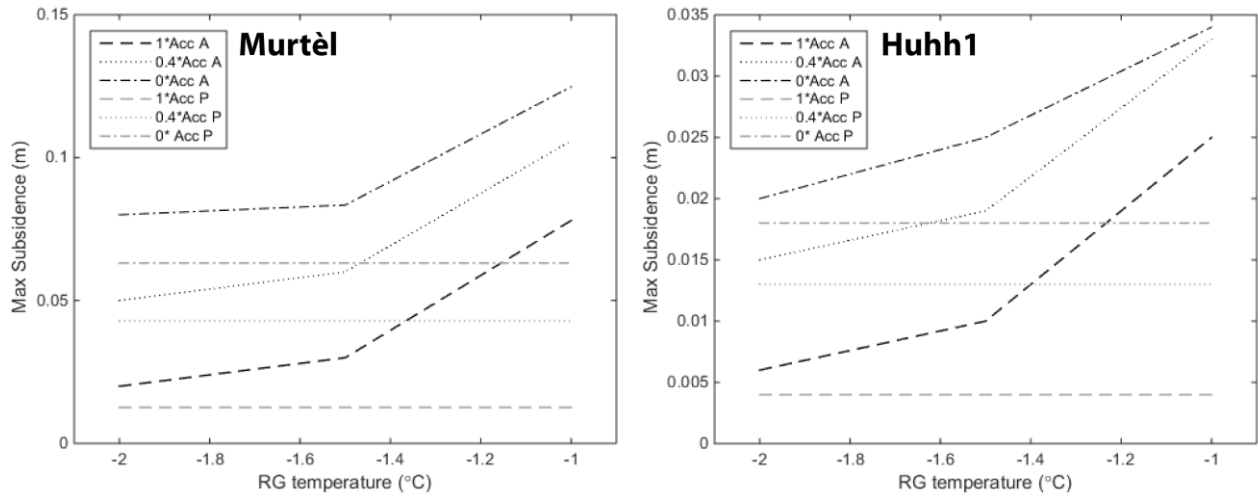 Murtèl
0.15
0.1
0.05
0
Max Subsidence (m)
1*Acc A
0.4*Acc A
0*Acc A
1*Acc P
0.4*Acc P
0* Acc P
-2 -1.8 -1.6 -1.4 -1.2 -1
RG temperature (°C)
Huhh1
0.035
0.03
0.025
0.02
0.015
0.01
0.005
0
Max Subsidence (m)
1*Acc A
0.4*Acc A
0*Acc A
1*Acc P
0.4*Acc P
0* Acc P
-2 -1.8 -1.6 -1.4 -1.2 -1
RG temperature (°C)